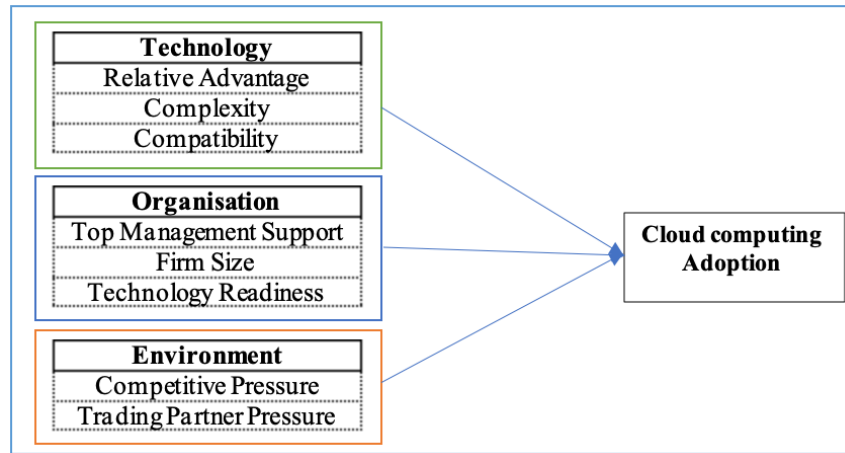 Technology
Relative Advantage
Complexity
Compatibility
Organisation
Top Management Support
Firm Size
Technology Readiness
Environment
Competitive Pressure
Trading Partner Pressure
Cloud computing
Adoption